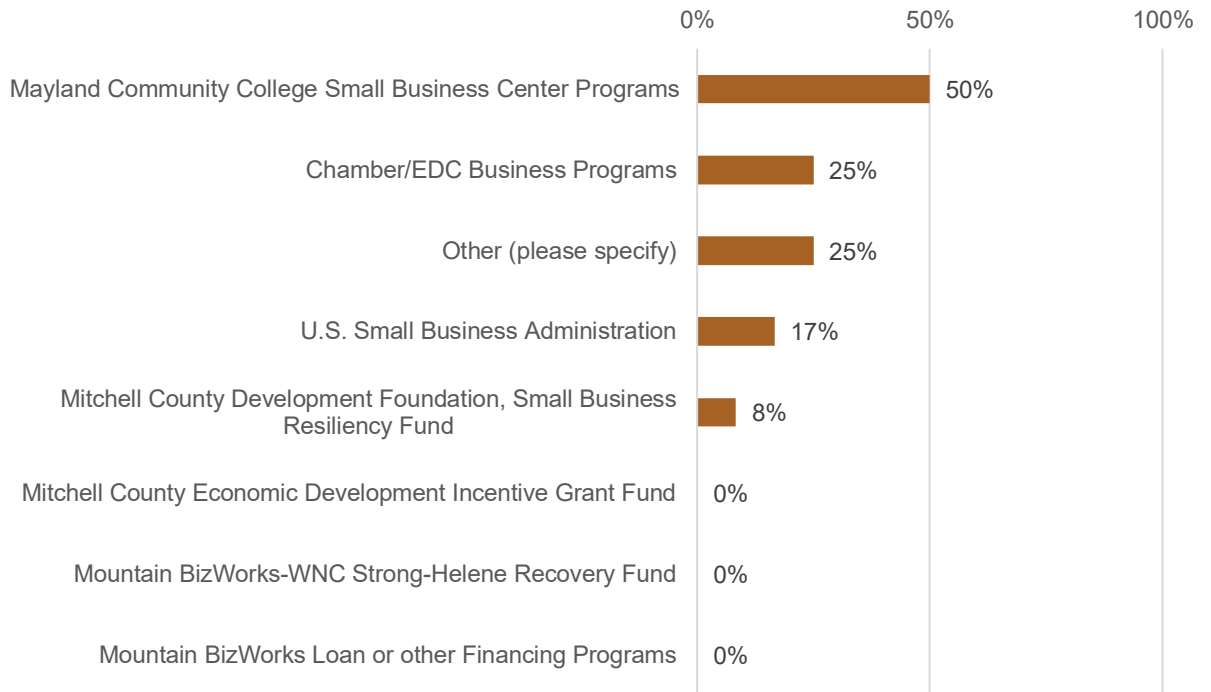 0% 50% 100%
Mayland Community College Small Business Center Programs 50%
Chamber/EDC Business Programs 25%
Other (please specify) 25%
U.S. Small Business Administration 17%
Mitchell County Development Foundation, Small Business
Resiliency Fund 8%
Mitchell County Economic Development Incentive Grant Fund 0%
Mountain BizWorks-WNC Strong-Helene Recovery Fund 0%
Mountain BizWorks Loan or other Financing Programs 0%